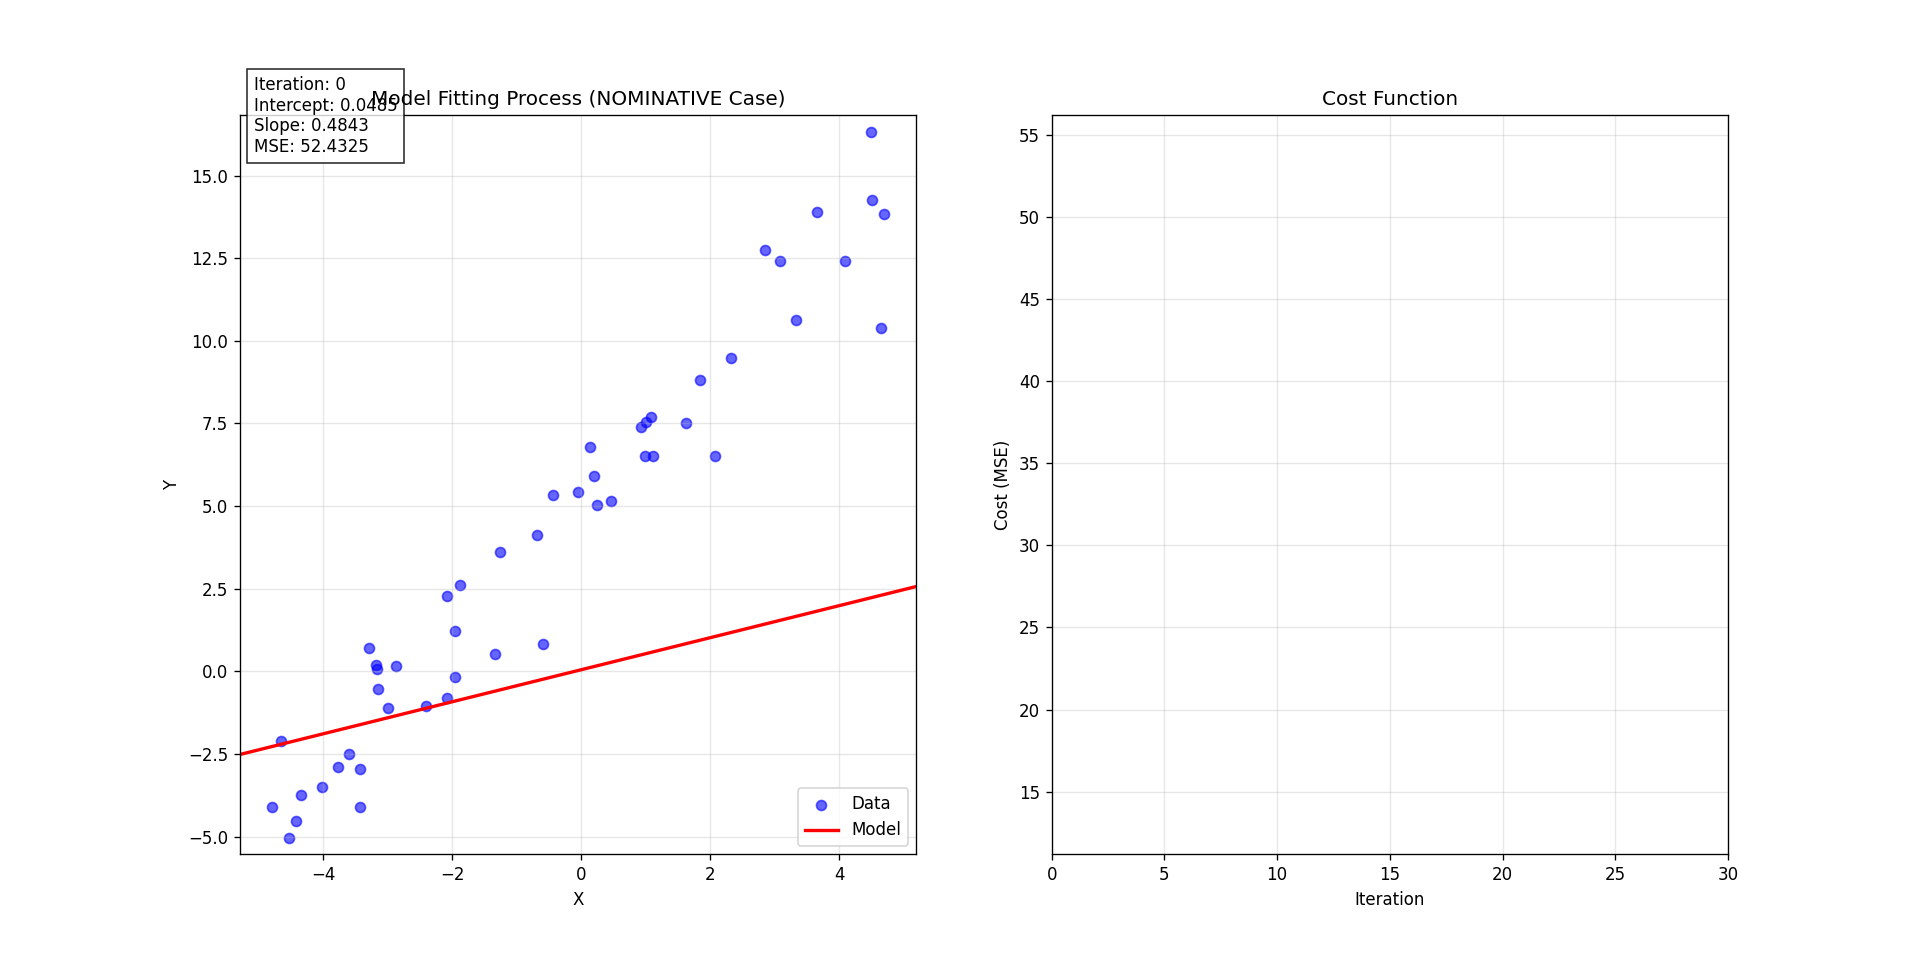 Iteration: 0
Intercept: 0.0485
Slope: 0.4843
MSE: 52.4325
Model Fitting Process (NOMINATIVE Case)
15.0
12.5
10.0
7.5
5.0
2.5
0.0
−2.5
−5.0
Y
−4
−2
0
2
4
X
Data
Model
Cost Function
55
50
45
40
35
30
25
20
15
Cost (MSE)
0
5
10
15
20
25
30
Iteration